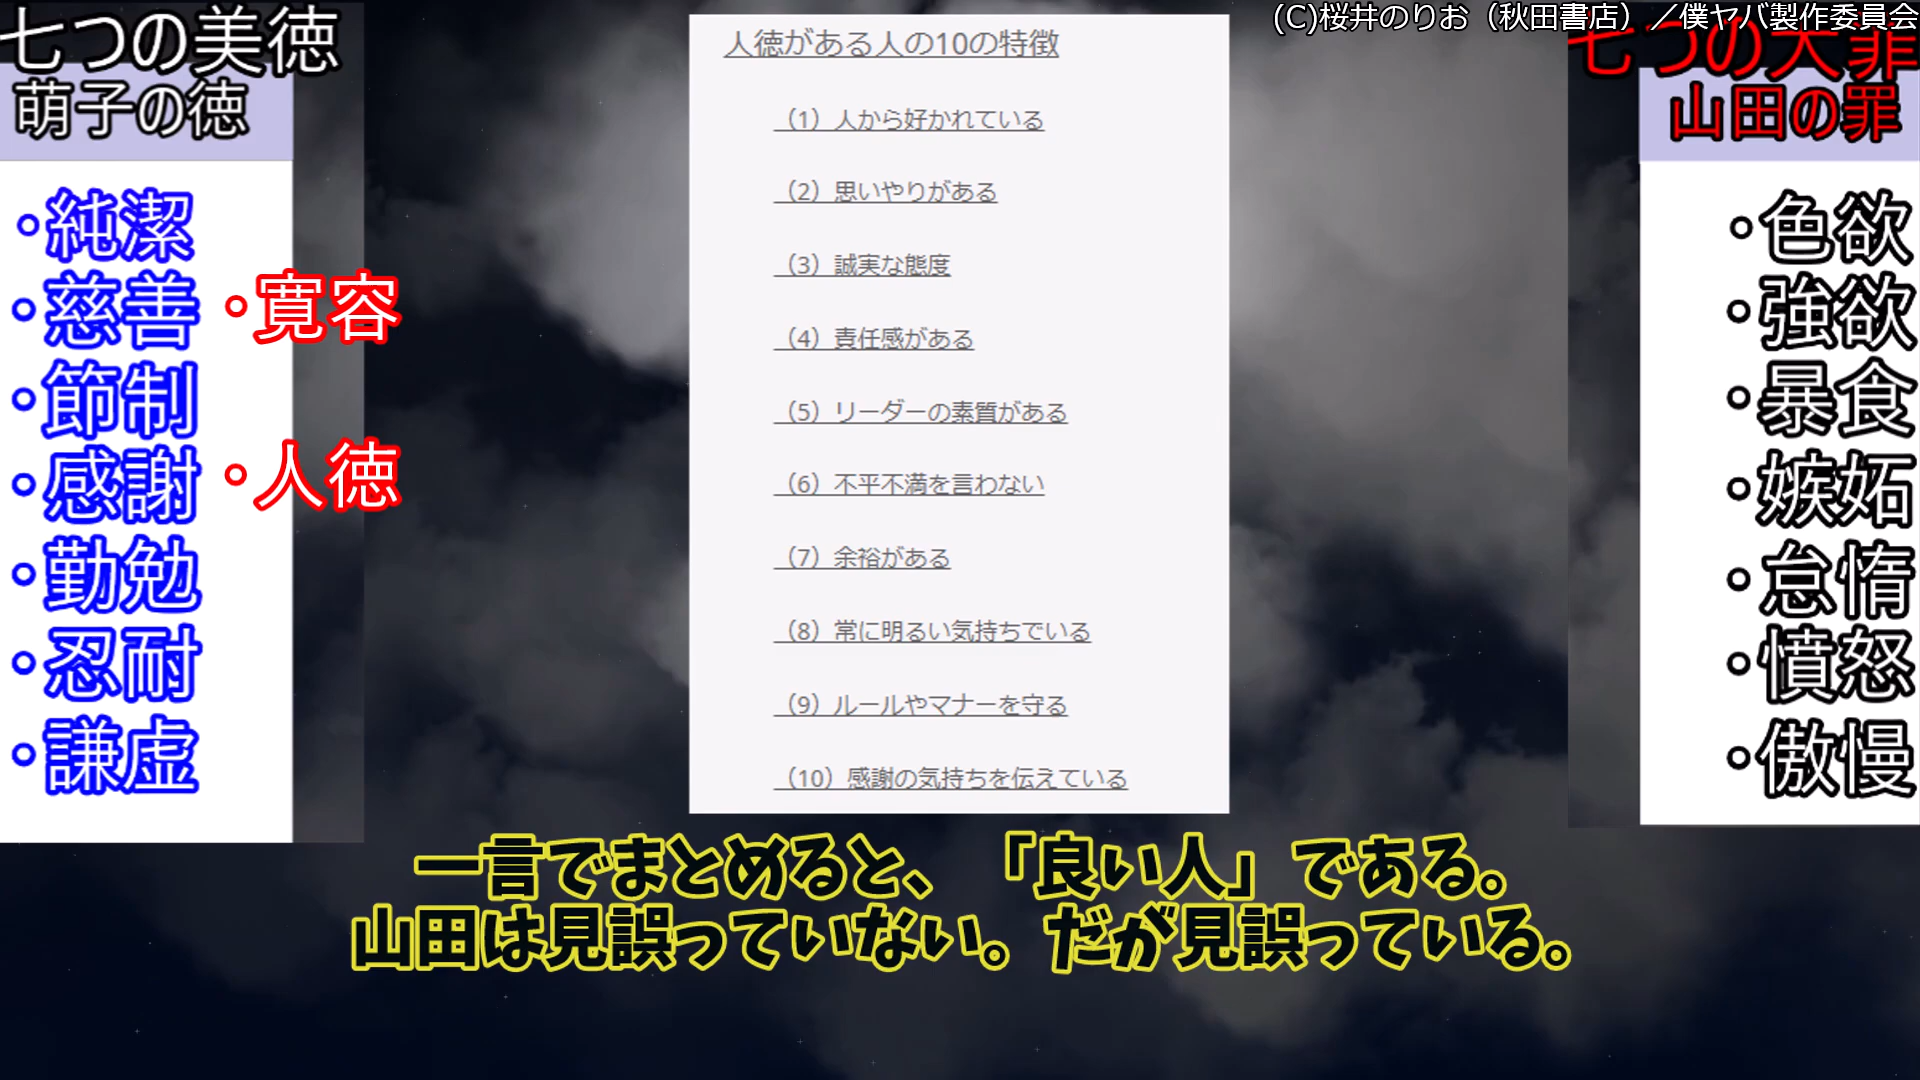 七つの美徳
萌子の徳
・純潔
・慈善
・寛容
・節制
・感謝
・人徳
・勤勉
・忍耐
・謙虚
人徳がある人の10の特徴
（1）人から好かれている
（2）思いやりがある
（3）誠実な態度
（4）責任感がある
（5）リーダーの素質がある
（6）不平不満を言わない
（7）余裕がある
（8）常に明るい気持ちでいる
（9）ルールやマナーを守る
（10）感謝の気持ちを伝えている
(C)桜井のりお（秋田書店）／僕ヤバ製作委員会
七つの大罪
山田の罪
・色欲
・強欲
・暴食
・嫉妬
・怠惰
・憤怒
・傲慢
一言でまとめると、「良い人」である。
山田は見誤っていない。だが見誤っている。